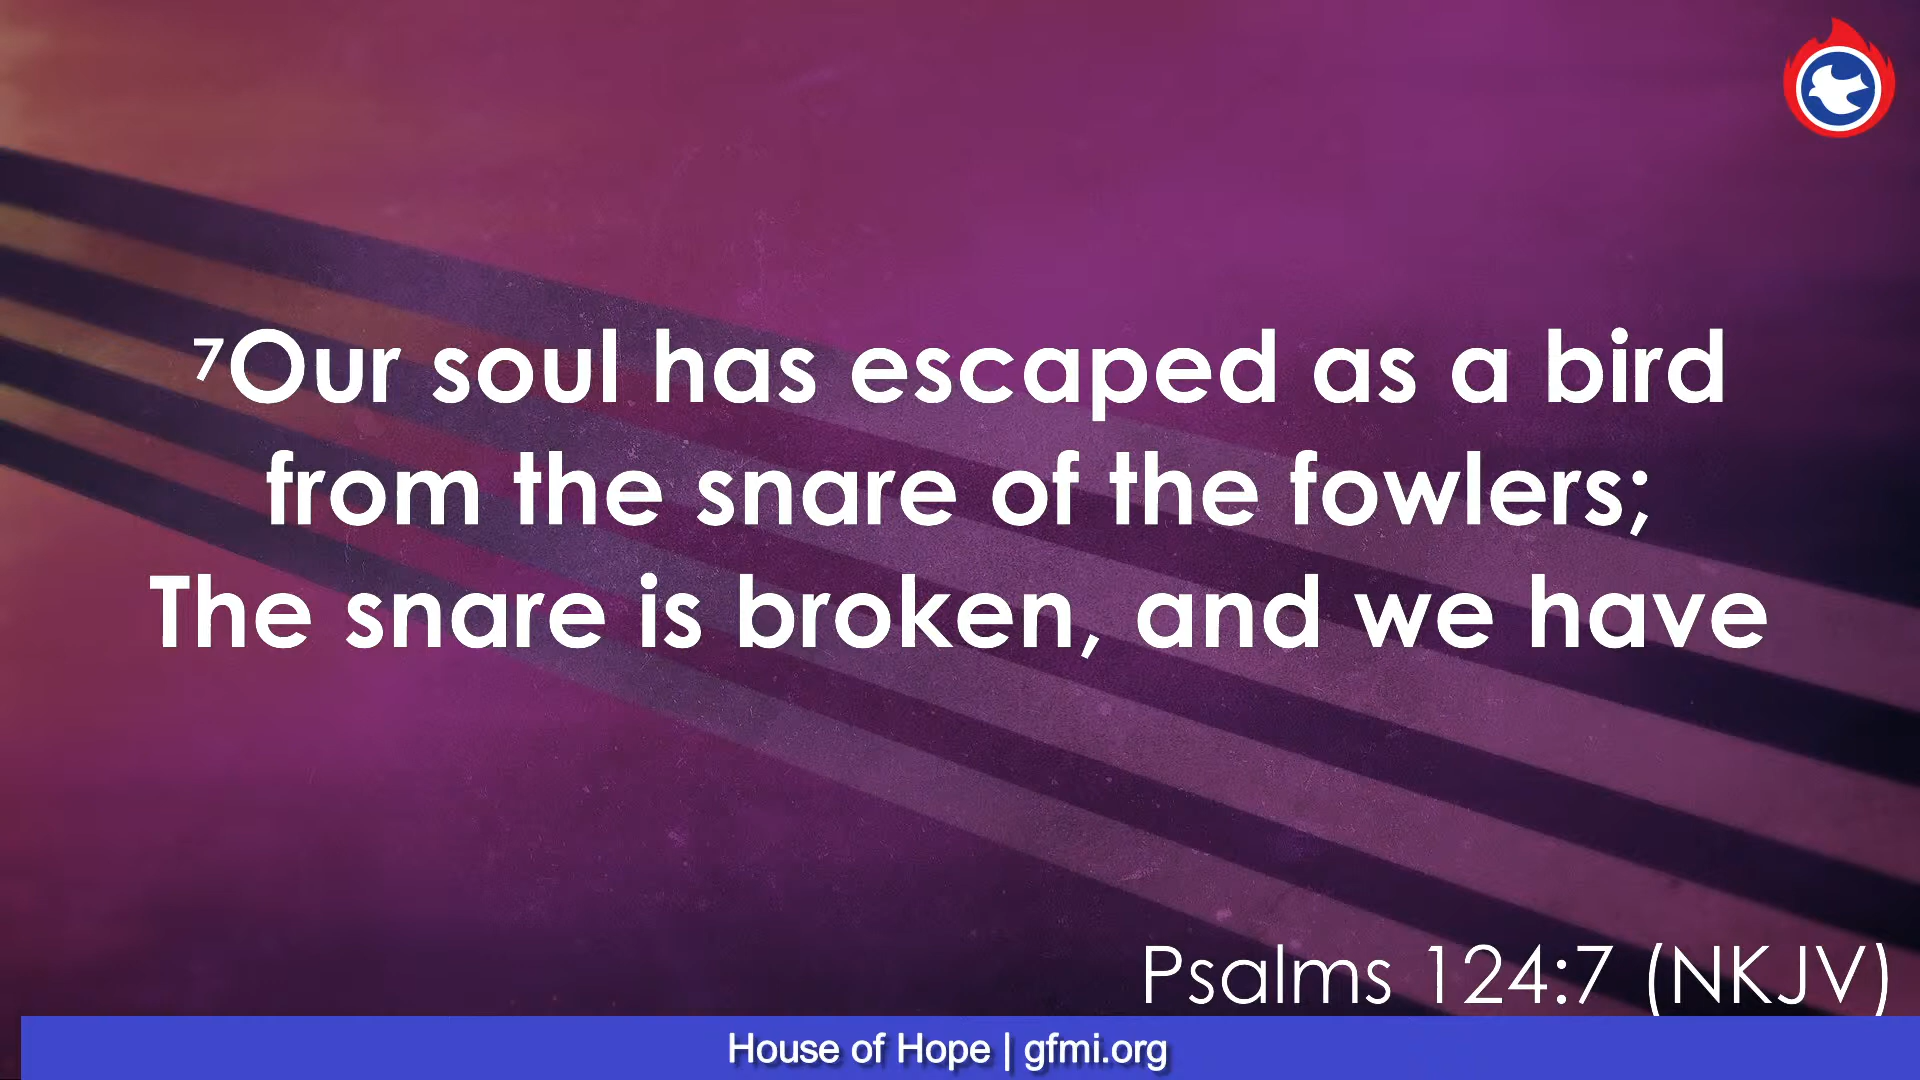 ⁷Our soul has escaped as a bird
from the snare of the fowlers;
The snare is broken, and we have
Psalms 124:7 (NKJV)
House of Hope | gfmi.org